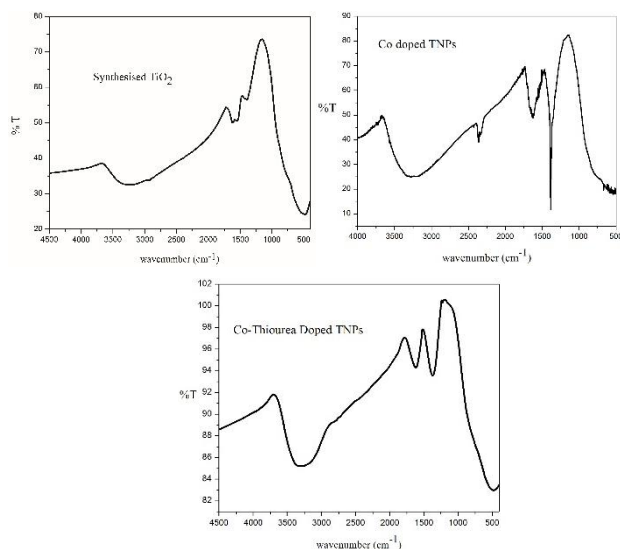 80
70
60
50
40
30
20
% T
Synthesised TiO₂
4500 4000 3500 3000 2500 2000 1500 1000 500
wavenumber (cm⁻¹)
90
80
70
60
50
40
30
20
10
%T
Co doped TNPs
4000 3500 3000 2500 2000 1500 1000 500
wavenumber (cm⁻¹)
102
100
98
96
94
92
90
88
86
84
82
%T
Co-Thiourea Doped TNPs
4500 4000 3500 3000 2500 2000 1500 1000 500
wavenumber (cm⁻¹)